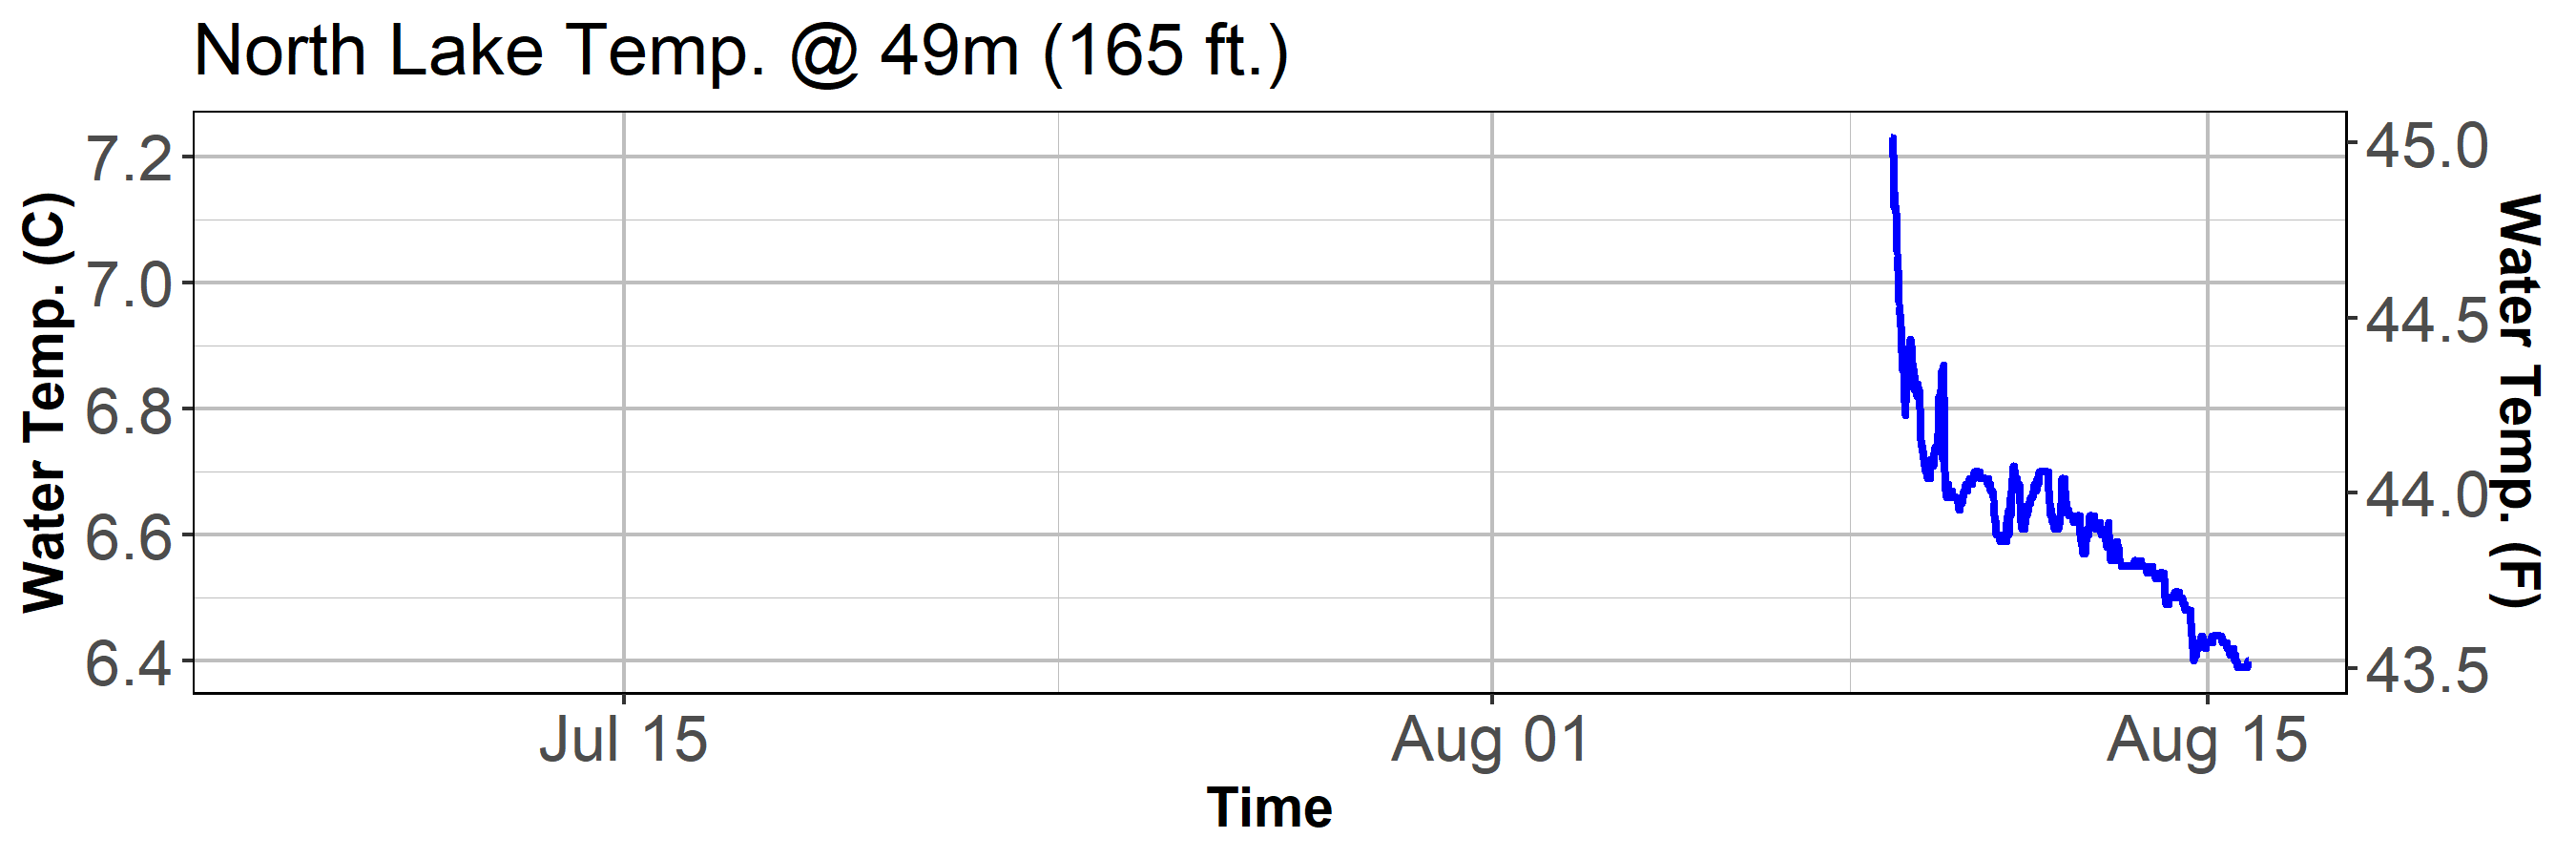 North Lake Temp. @ 49m (165 ft.)
Water Temp. (C)
7.2
7.0
6.8
6.6
6.4
45.0
44.5
44.0
43.5
Water Temp. (F)
Jul 15
Aug 01
Aug 15
Time